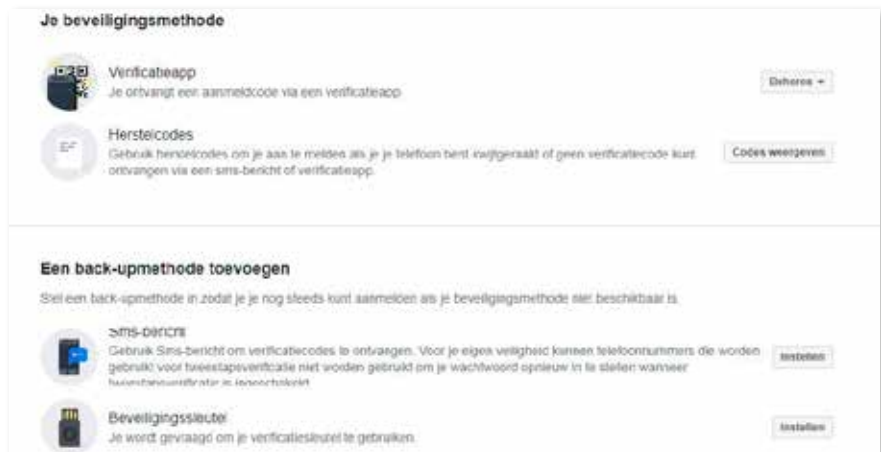 Je beveiligingsmethode
Verificatieapp
Je ontvangt een aanmeldcode via een verificatieapp
Beheren
Herstelcodes
Gebruik herstelcodes om je aan te melden als je je telefoon bent kwijtgeraakt of geen verificatiecode kunt
ontvangen via een sms-bericht of verificatieapp.
Codes weergeven
Een back-upmethode toevoegen
Stel een back-upmethode in zodat je je nog steeds kunt aanmelden als je beveiligingsmethode niet beschikbaar is.
Sms-bericht
Gebruik Sms-bericht om verificatiecodes te ontvangen. Voor je eigen veiligheid kunnen telefoonnummers die worden
gebruikt voor tweestapsverificatie niet worden gebruikt om je wachtwoord opnieuw in te stellen wanneer
tweestapsverificatie is ingeschakeld.
Instellen
Beveiligingssleutel
Je wordt gevraagd om je verificatiesleutel te gebruiken.
Instellen